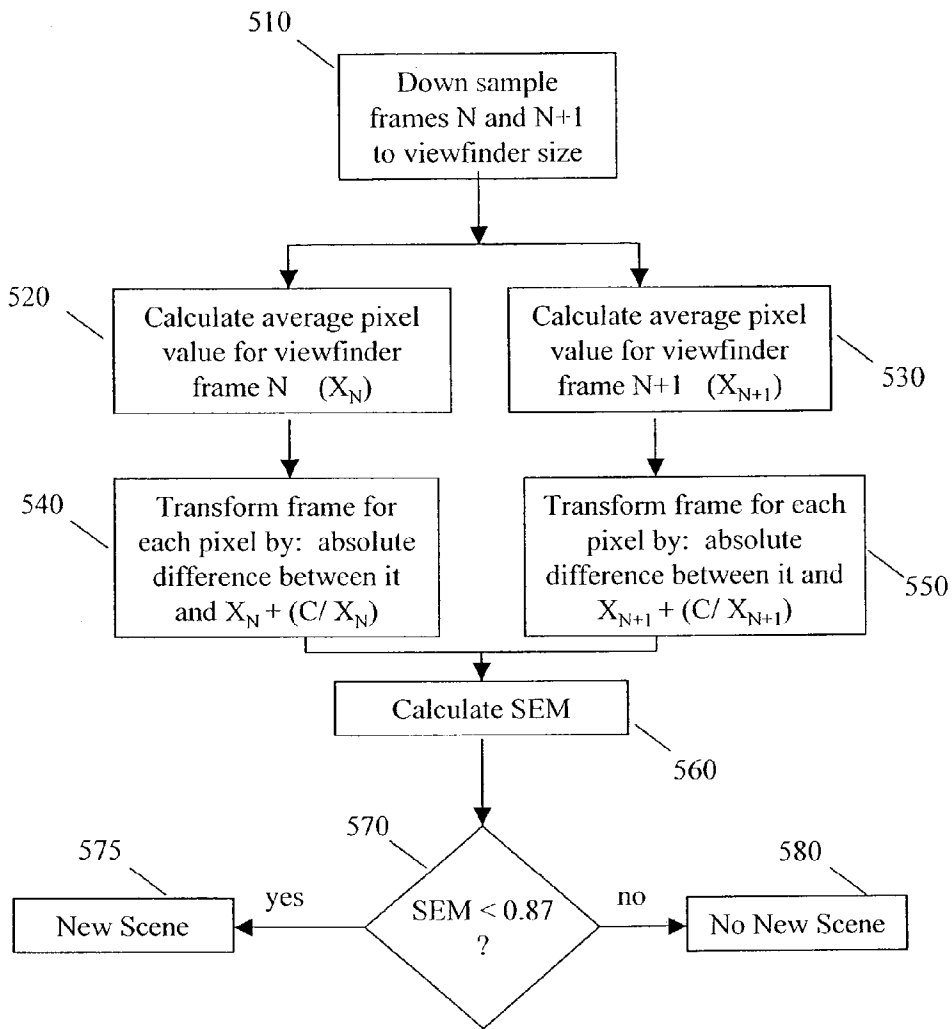 510
Down sample
frames N and N+1
to viewfinder size
520
Calculate average pixel
value for viewfinder
frame N (X_N)
Calculate average pixel
value for viewfinder
frame N+1 (X_N+1)
530
540
Transform frame for
each pixel by: absolute
difference between it
and X_N + (C/ X_N)
Transform frame for each
pixel by: absolute
difference between it and
X_N+1 + (C/ X_N+1)
550
Calculate SEM
560
570
SEM < 0.87
?
yes
575
New Scene
no
580
No New Scene